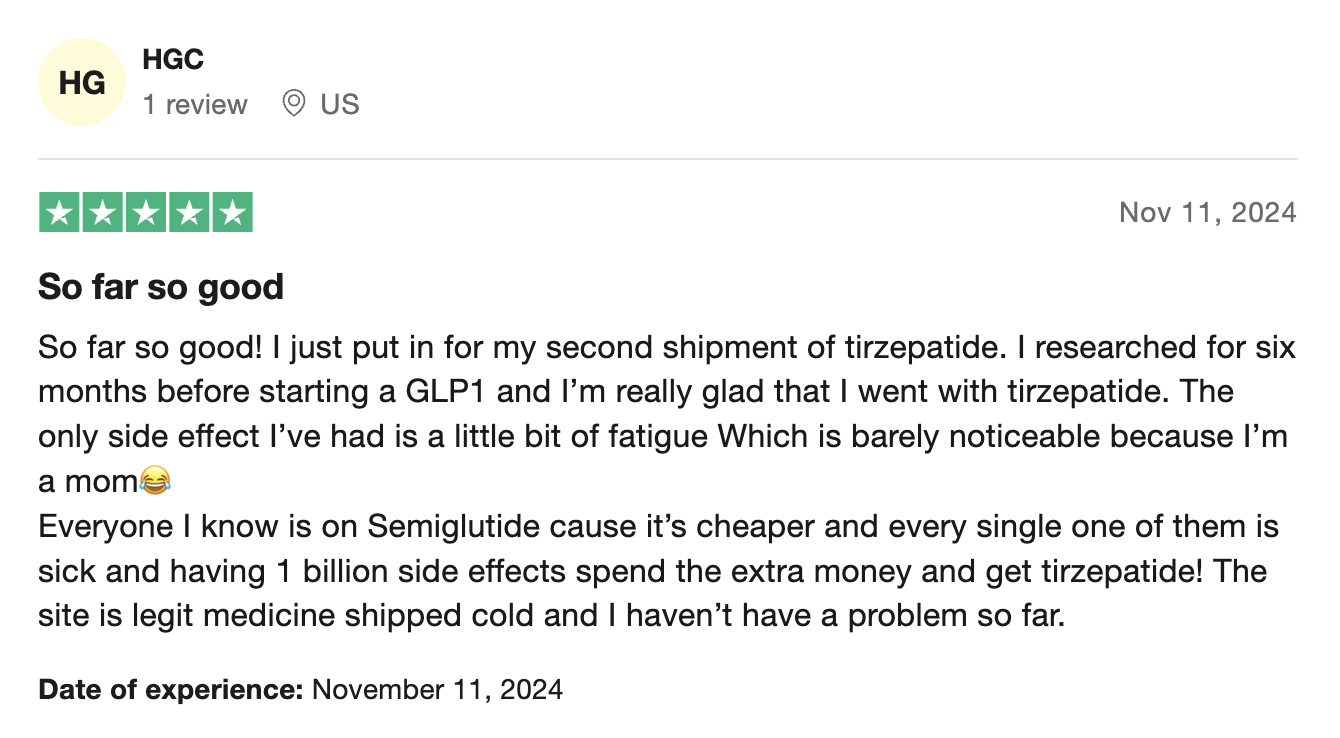 HG
HGC
1 review US
Nov 11, 2024
So far so good
So far so good! I just put in for my second shipment of tirzepatide. I researched for six
months before starting a GLP1 and I’m really glad that I went with tirzepatide. The
only side effect I’ve had is a little bit of fatigue Which is barely noticeable because I’m
a mom😂
Everyone I know is on Semiglutide cause it’s cheaper and every single one of them is
sick and having 1 billion side effects spend the extra money and get tirzepatide! The
site is legit medicine shipped cold and I haven’t have a problem so far.
Date of experience: November 11, 2024